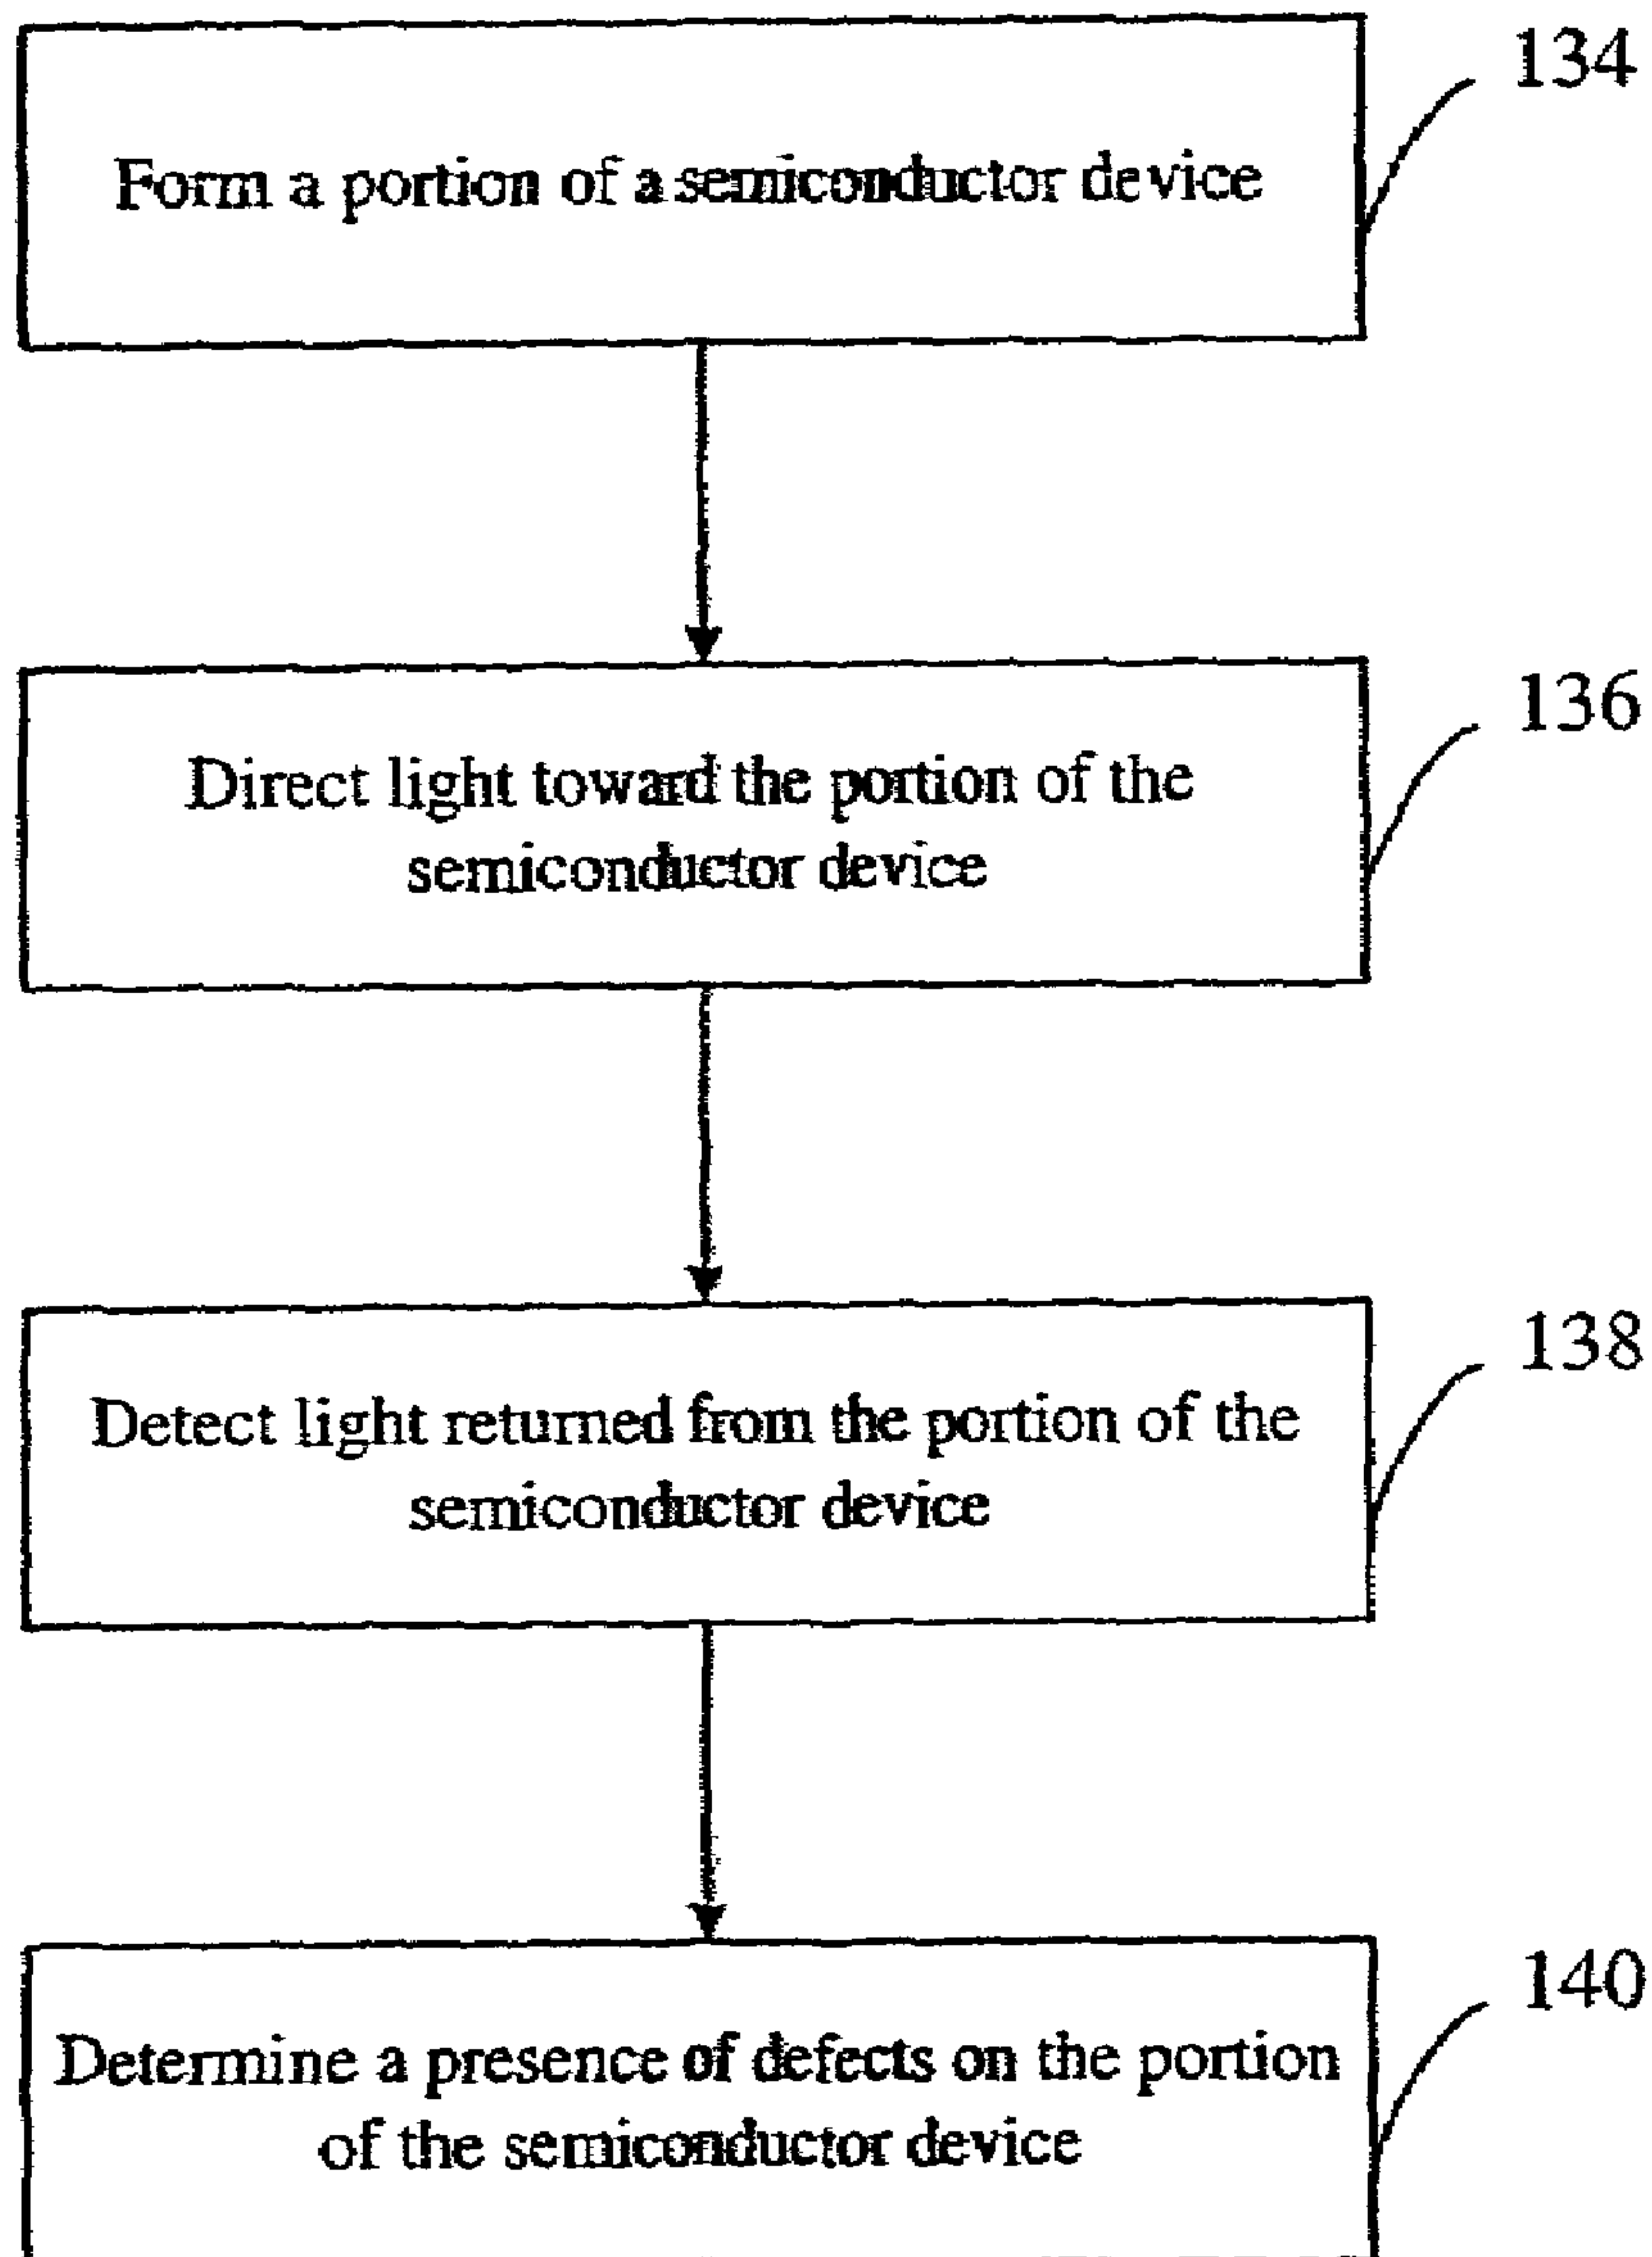 Form a portion of a semiconductor device
134
Direct light toward the portion of the
semiconductor device
136
Detect light returned from the portion of the
semiconductor device
138
Determine a presence of defects on the portion
of the semiconductor device
140